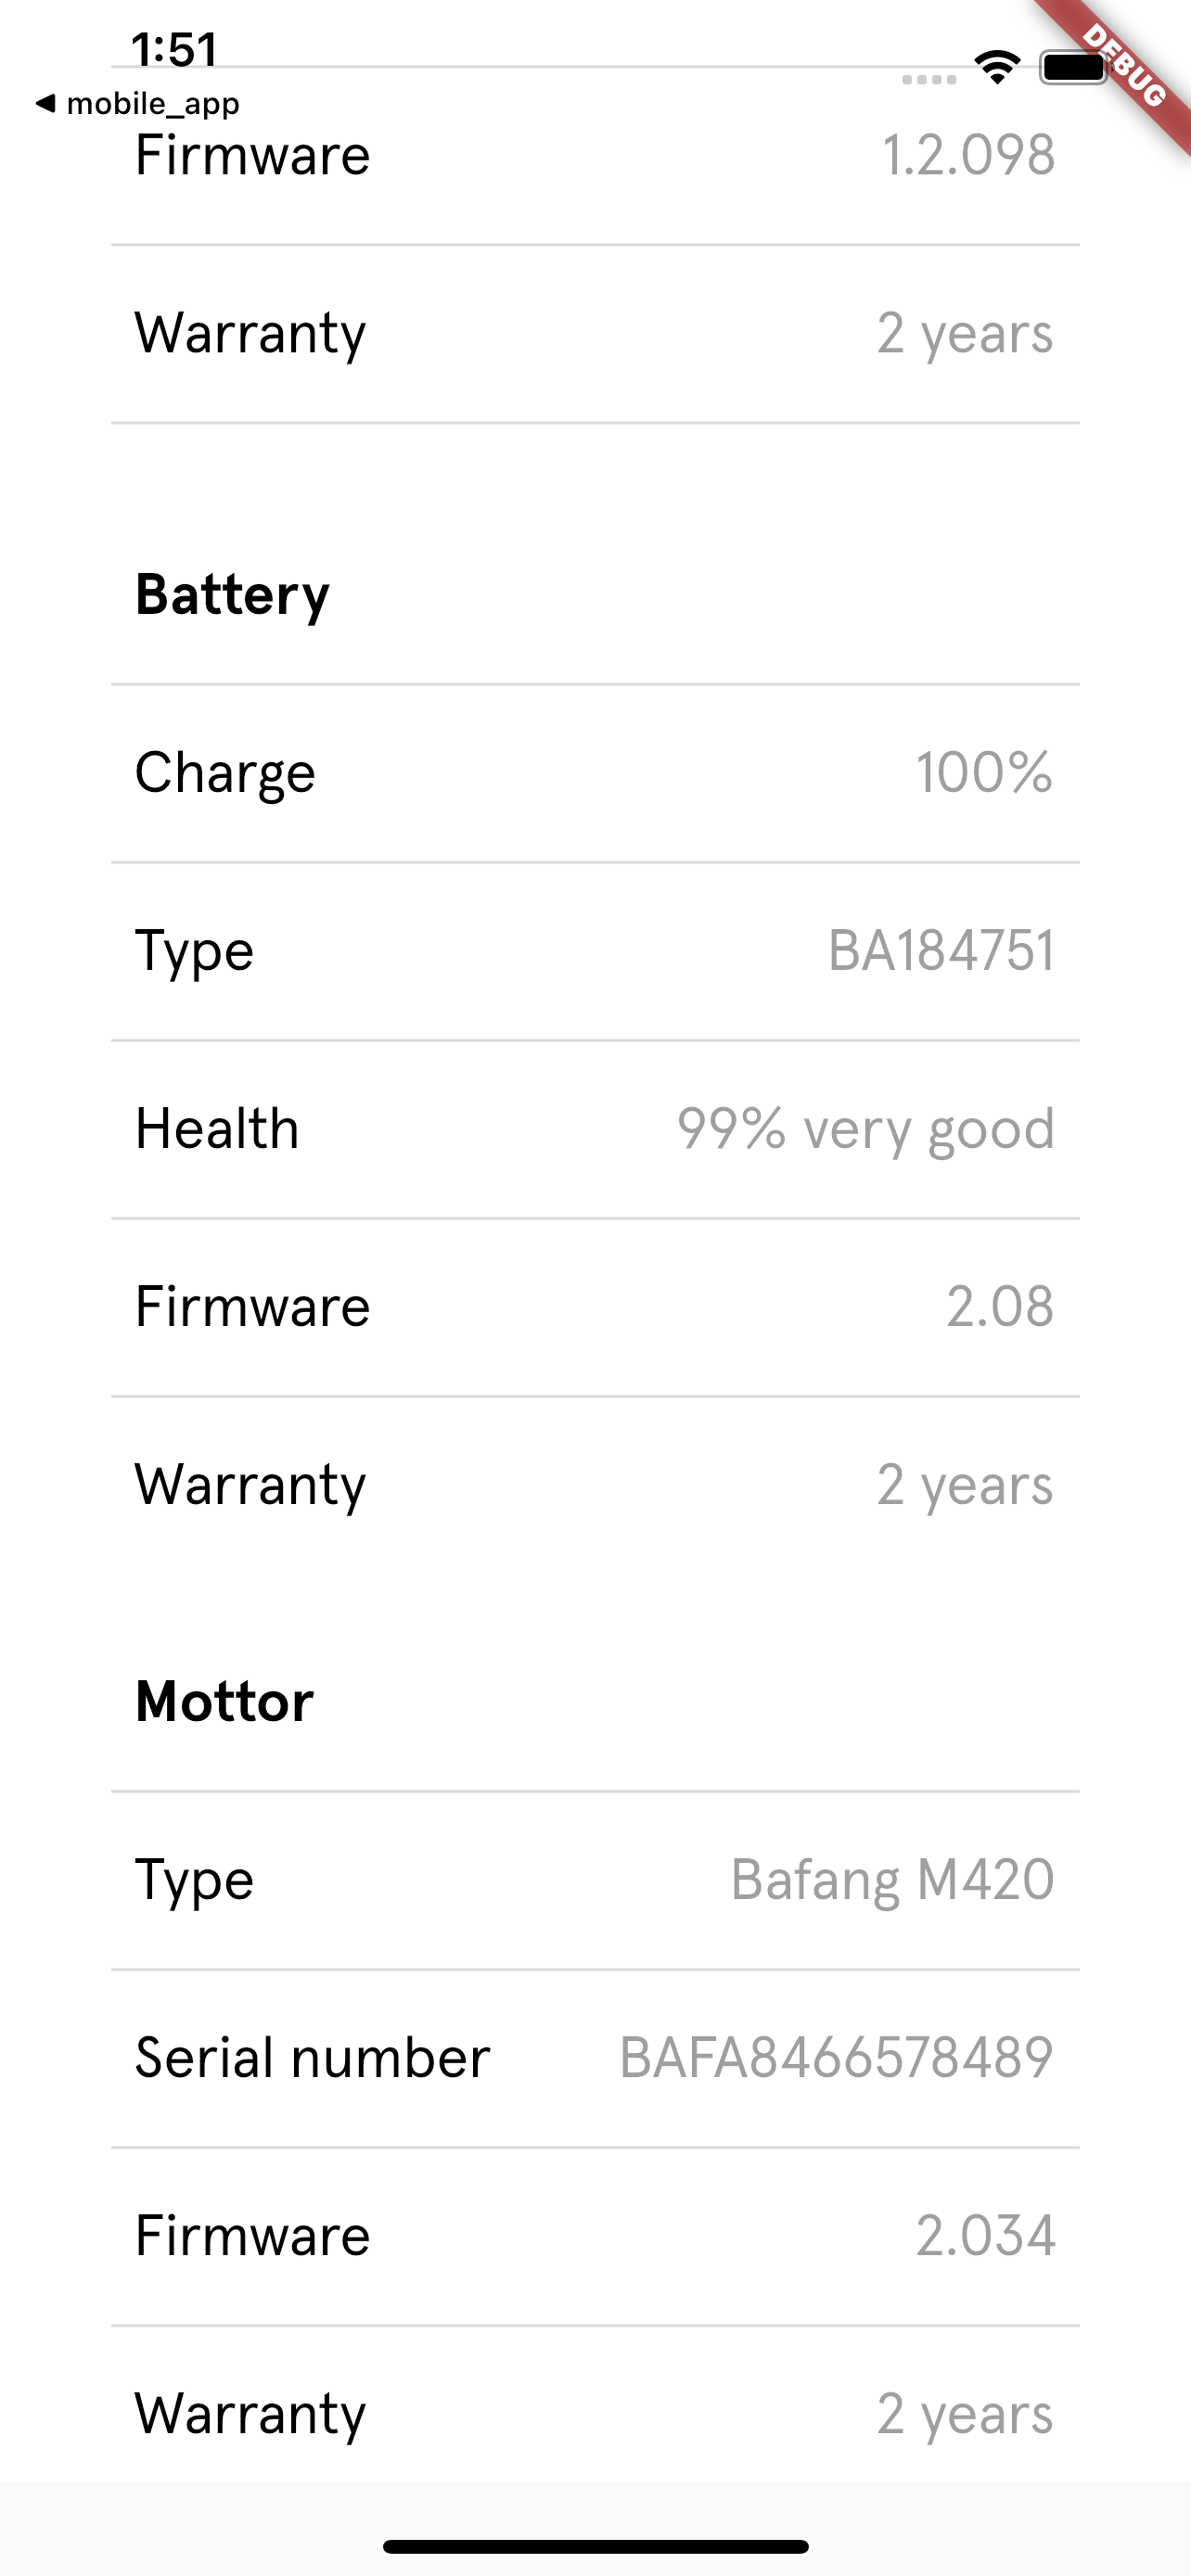 1:51
DEBUG
◀ mobile_app
Firmware 1.2.098
Warranty 2 years
Battery
Charge 100%
Type BA184751
Health 99% very good
Firmware 2.08
Warranty 2 years
Mottor
Type Bafang M420
Serial number BAFA8466578489
Firmware 2.034
Warranty 2 years